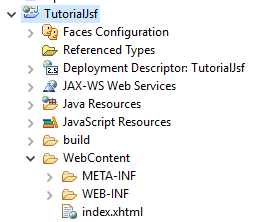 TutorialJsf
Faces Configuration
Referenced Types
Deployment Descriptor: TutorialJsf
JAX-WS Web Services
Java Resources
JavaScript Resources
build
WebContent
META-INF
WEB-INF
index.xhtml